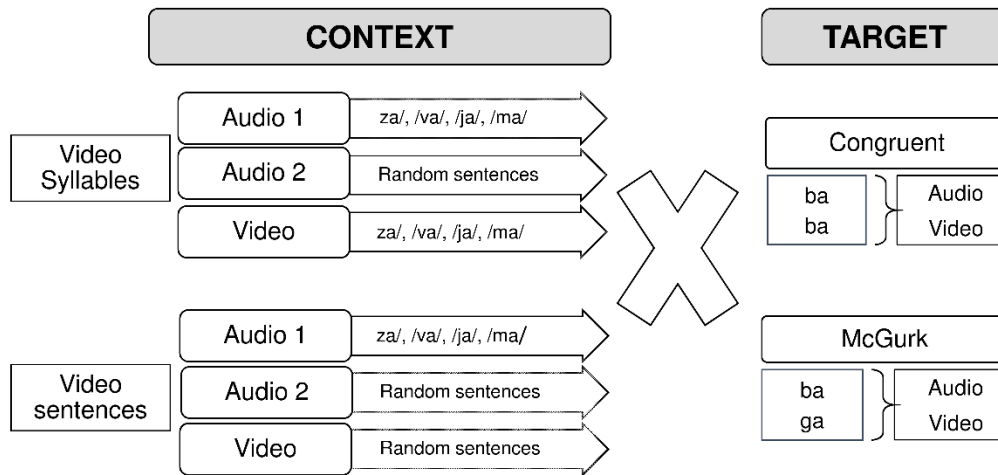 CONTEXT
TARGET
Video
Syllables
Audio 1
za/, /va/, /ja/, /ma/
Audio 2
Random sentences
Video
za/, /va/, /ja/, /ma/
Video
sentences
Audio 1
za/, /va/, /ja/, /ma/
Audio 2
Random sentences
Video
Random sentences
X
Congruent
ba
ba
Audio
Video
McGurk
ba
ga
Audio
Video